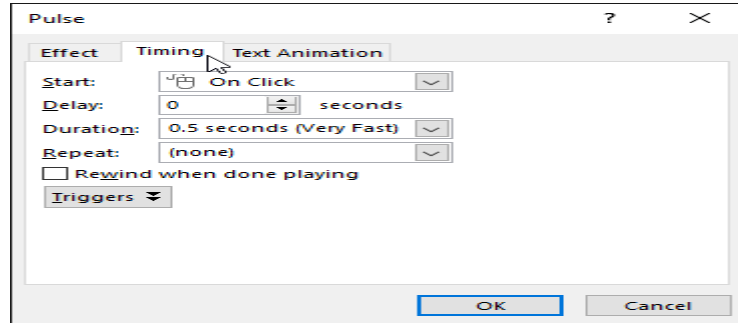 Pulse ?
Effect Timing Text Animation
Start: On Click
Delay: 0 seconds
Duration: 0.5 seconds (Very Fast)
Repeat: (none)
Rewind when done playing
Triggers
OK Cancel